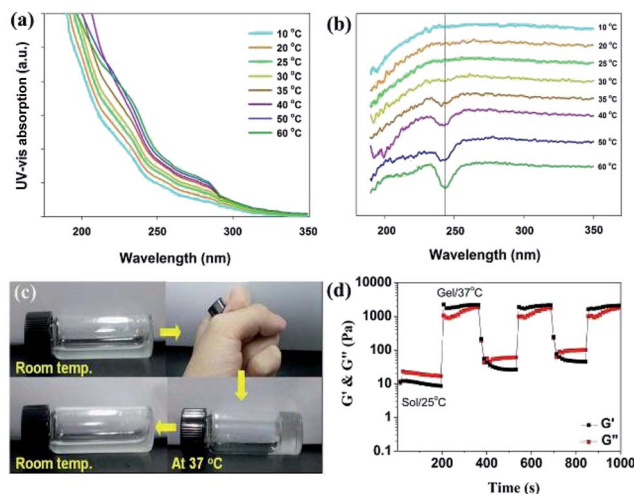 (a)
UV-vis absorption (a.u.)
10 °C
20 °C
25 °C
30 °C
35 °C
40 °C
50 °C
60 °C
200 250 300 350
Wavelength (nm)
(b)
10 °C
20 °C
25 °C
30 °C
35 °C
40 °C
50 °C
60 °C
200 250 300 350
Wavelength (nm)
(c)
Room temp.
Room temp.
At 37 °C
(d)
G' & G" (Pa)
10000
1000
100
10
1
0.1
Gel/37°C
Sol/25°C
G'
G"
0 200 400 600 800 1000
Time (s)